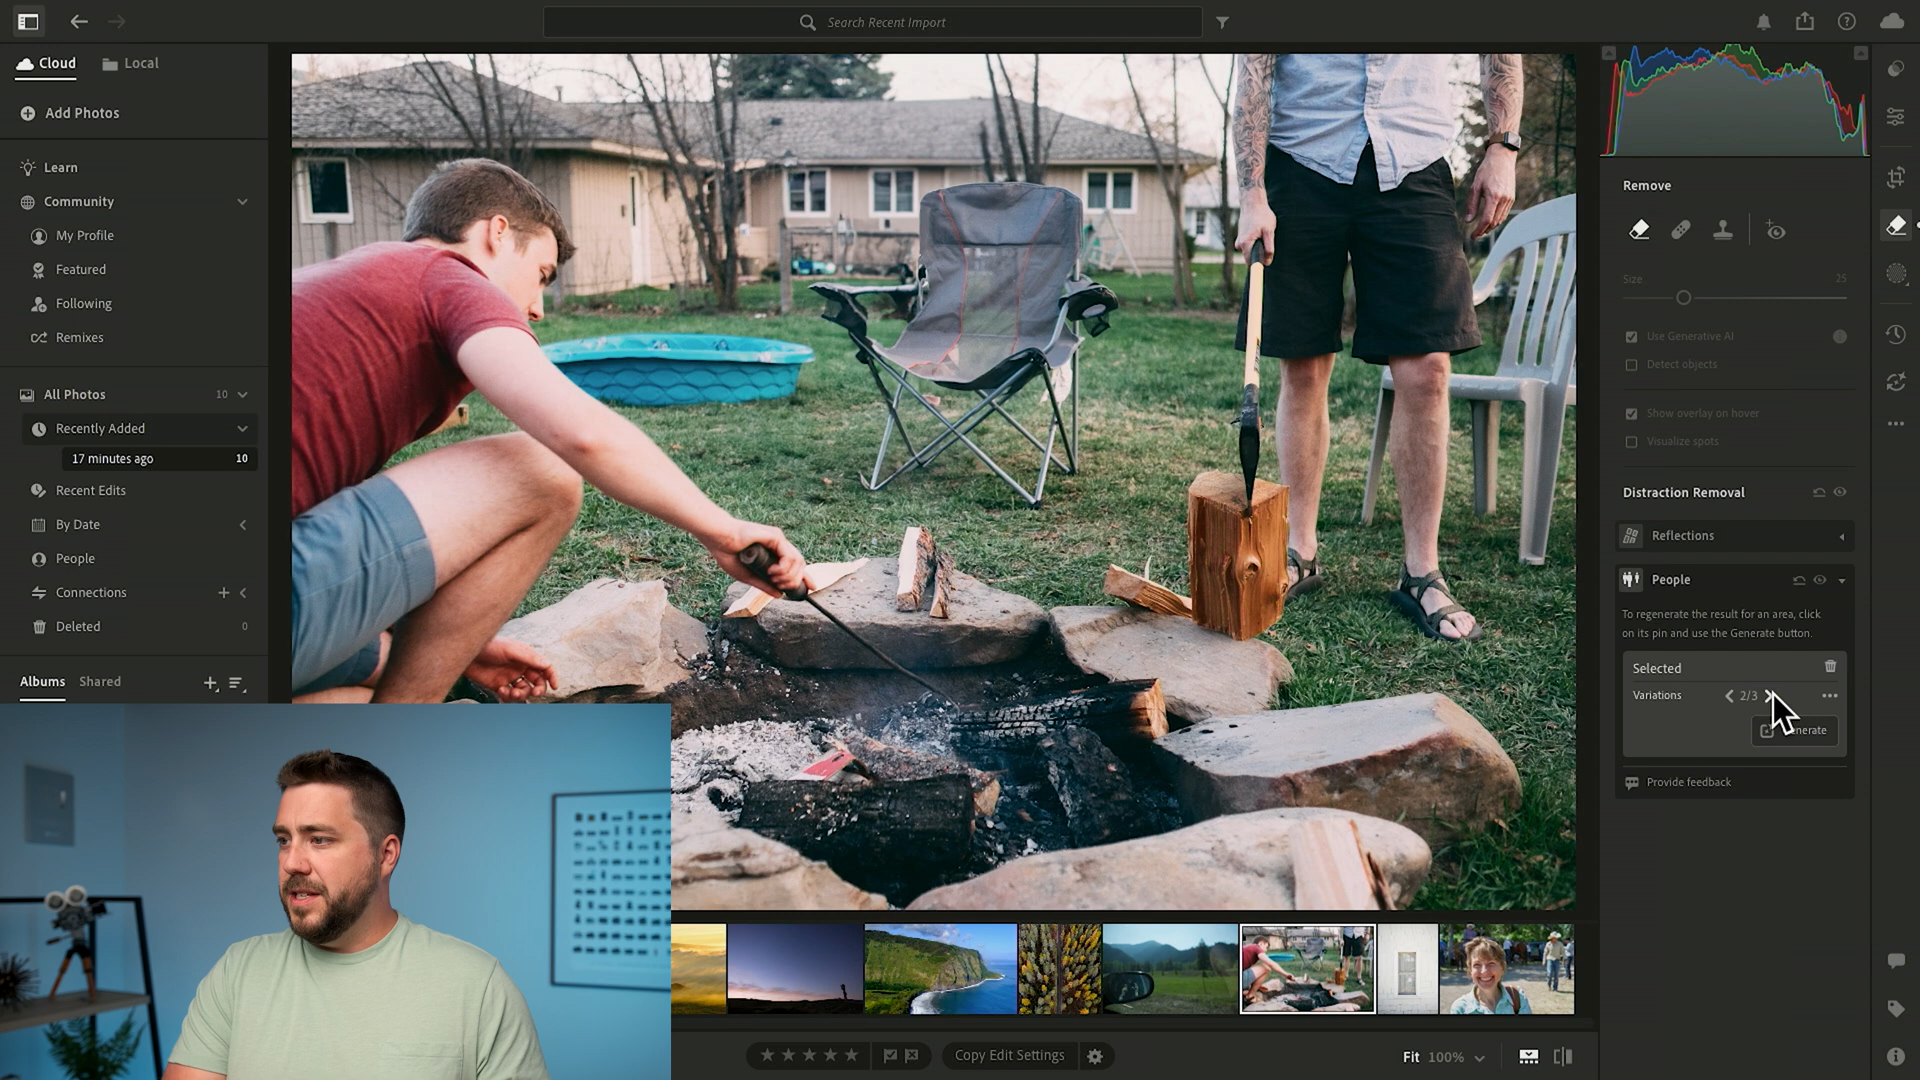 Search Recent Import
Cloud
Local
Add Photos
Learn
Community
My Profile
Featured
Following
Remixes
All Photos 10
Recently Added
17 minutes ago 10
Recent Edits
By Date
People
Connections
Deleted 0
Albums
Shared
Remove
Size 25
Use Generative AI
Detect objects
Show overlay on hover
Visualize spots
Distraction Removal
Reflections
People
To regenerate the result for an area, click
on its pin and use the Generate button.
Selected
Variations 2/3
Provide feedback
Copy Edit Settings
Fit 100%